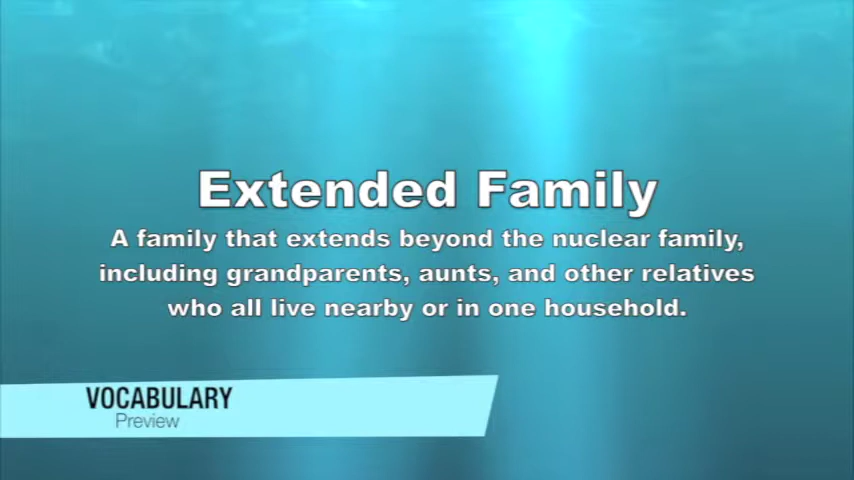 Extended Family
A family that extends beyond the nuclear family,
including grandparents, aunts, and other relatives
who all live nearby or in one household.
VOCABULARY
Preview